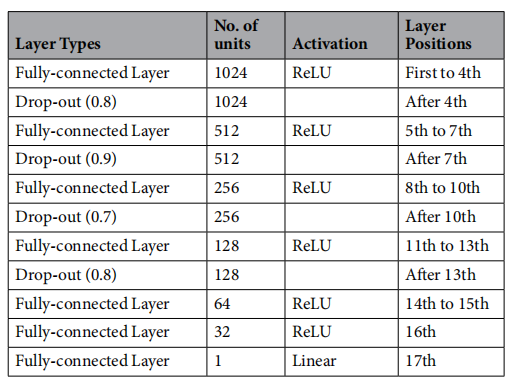 Layer Types No. of units Activation Layer Positions
Fully-connected Layer 1024 ReLU First to 4th
Drop-out (0.8) 1024 After 4th
Fully-connected Layer 512 ReLU 5th to 7th
Drop-out (0.9) 512 After 7th
Fully-connected Layer 256 ReLU 8th to 10th
Drop-out (0.7) 256 After 10th
Fully-connected Layer 128 ReLU 11th to 13th
Drop-out (0.8) 128 After 13th
Fully-connected Layer 64 ReLU 14th to 15th
Fully-connected Layer 32 ReLU 16th
Fully-connected Layer 1 Linear 17th